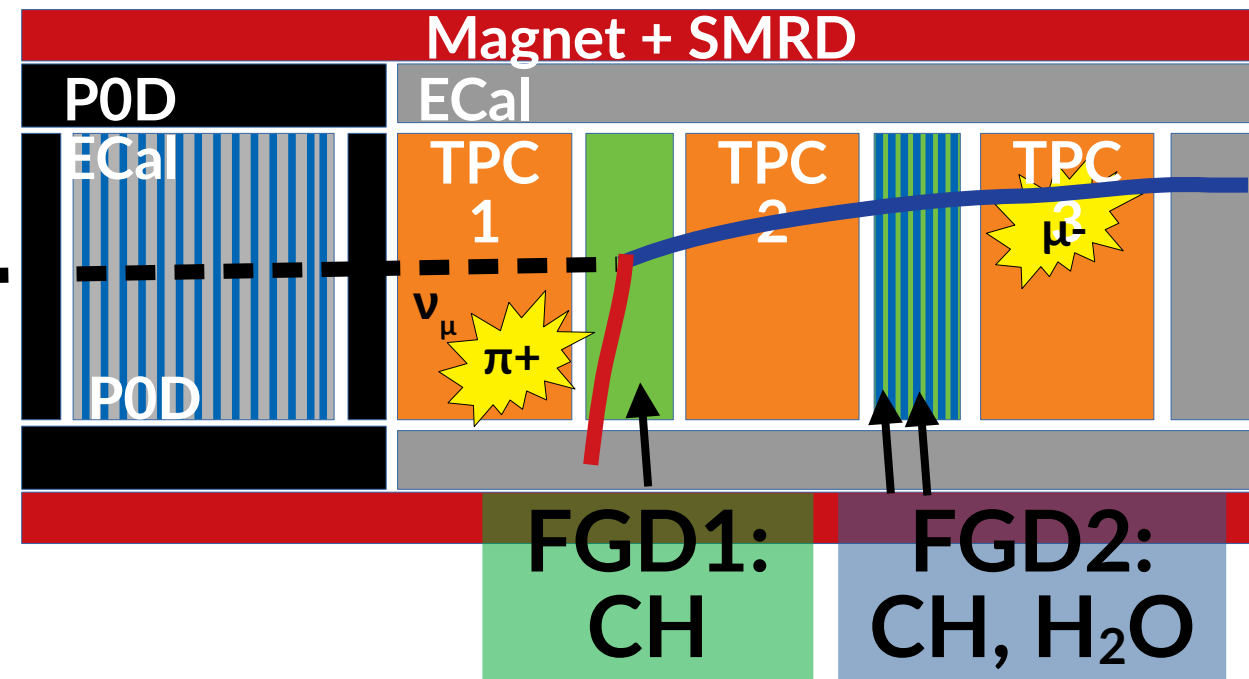 Magnet + SMRD
P0D
ECal
ECal
TPC
1
TPC
2
TPC
3
μ-
νμ
π+
P0D
FGD1:
CH
FGD2:
CH, H₂O